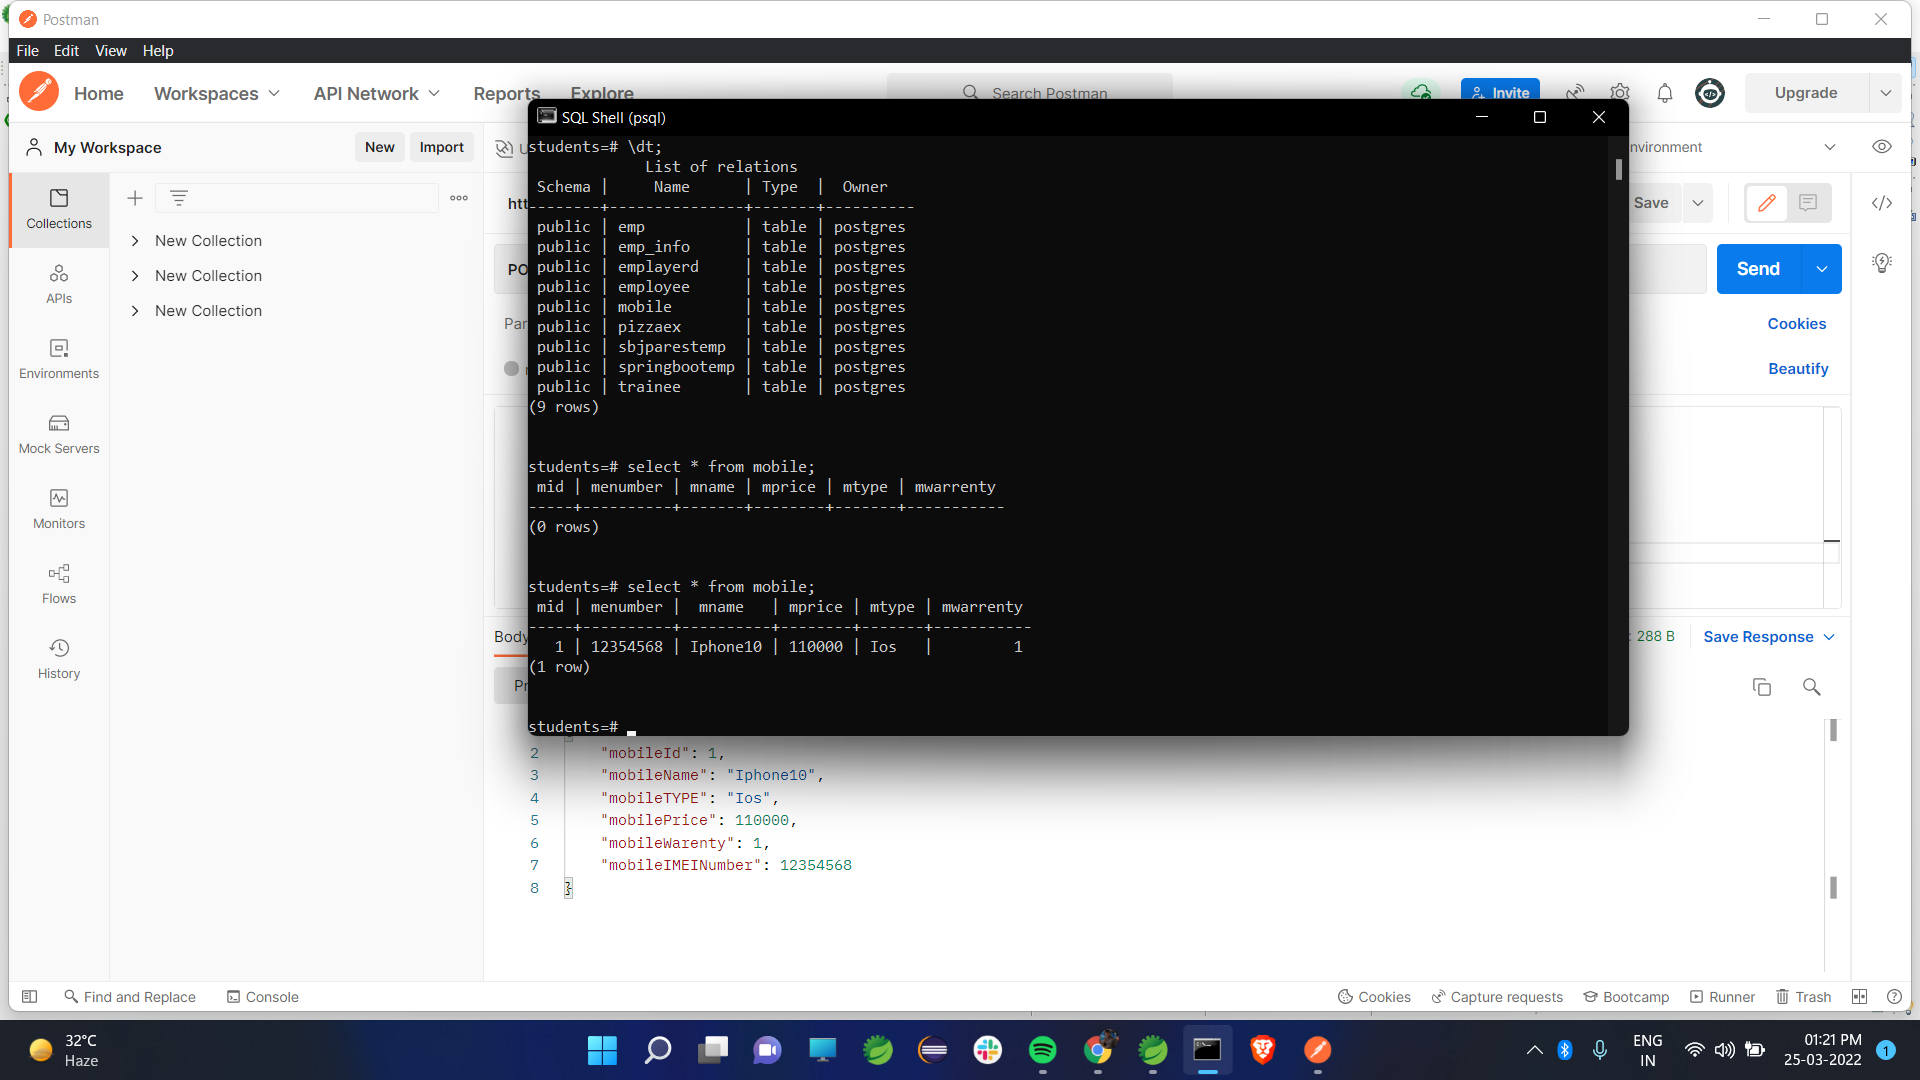 Postman
File Edit View Help
Home Workspaces API Network Reports Explore Search Postman Invite Upgrade
My Workspace New Import
nvironment
SQL Shell (psql)
students=# \dt;
List of relations
Schema | Name | Type | Owner
--------+---------------+-------+----------
public | emp | table | postgres
public | emp_info | table | postgres
public | employerd | table | postgres
public | employee | table | postgres
public | mobile | table | postgres
public | pizzaex | table | postgres
public | sbjparestemp | table | postgres
public | springbootemp | table | postgres
public | trainee | table | postgres
(9 rows)
students=# select * from mobile;
mid | menumber | mname | mprice | mtype | mwarrenty
-----+----------+-------+--------+-------+-----------
(0 rows)
students=# select * from mobile;
mid | menumber | mname | mprice | mtype | mwarrenty
-----+----------+----------+--------+-------+-----------
1 | 12354568 | Iphone10 | 110000 | Ios | 1
(1 row)
students=#
Collections
APIs
Environments
Mock Servers
Monitors
Flows
History
New Collection
New Collection
New Collection
htt
Save
PO
Send
Par
Cookies
Beautify
Body
288 B Save Response
Pr
2 "mobileId": 1,
3 "mobileName": "Iphone10",
4 "mobileTYPE": "Ios",
5 "mobilePrice": 110000,
6 "mobileWarenty": 1,
7 "mobileIMEINumber": 12354568
8 }
Find and Replace Console Cookies Capture requests Bootcamp Runner Trash
32°C
Haze
ENG
IN
01:21 PM
25-03-2022
1